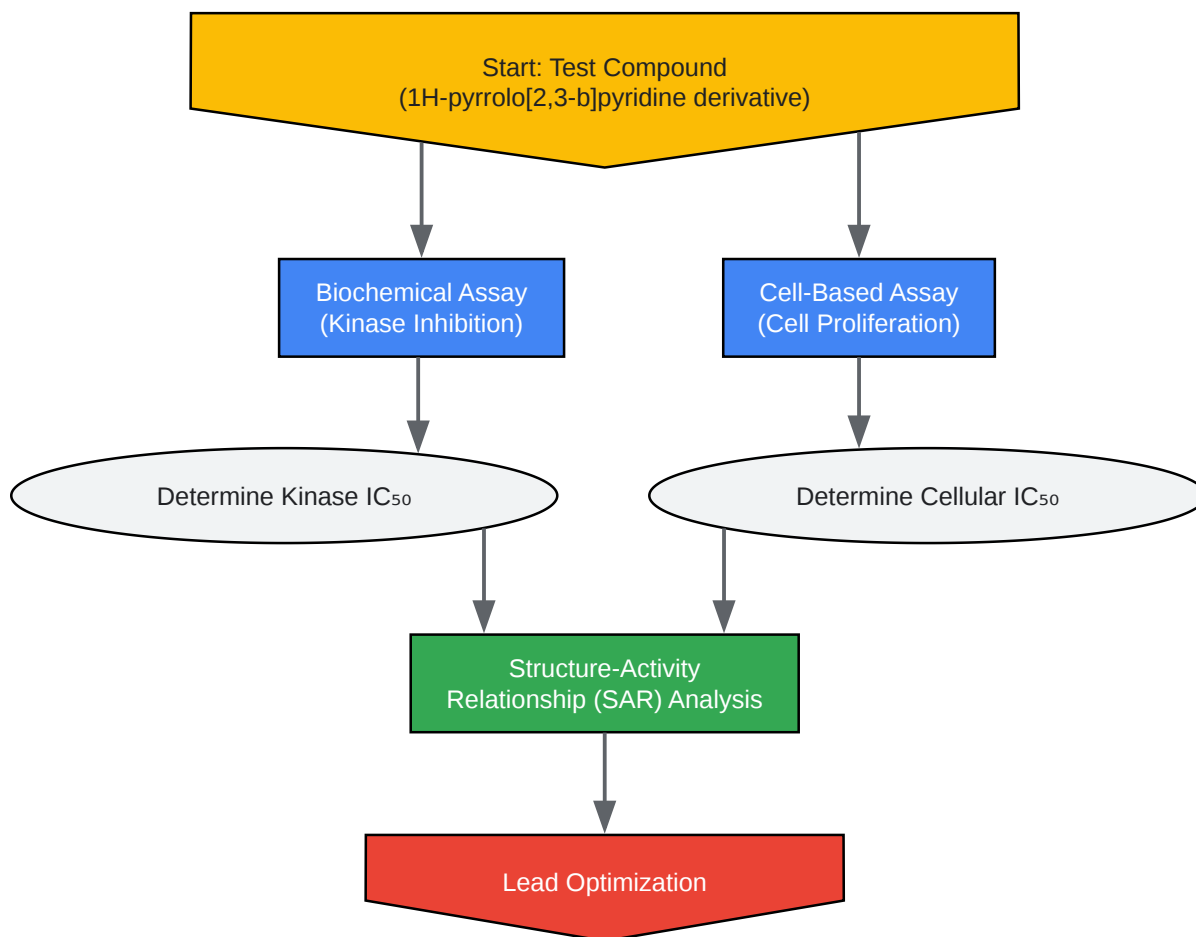 Start: Test Compound
(1H-pyrrolo[2,3-b]pyridine derivative)
Biochemical Assay
(Kinase Inhibition)
Cell-Based Assay
(Cell Proliferation)
Determine Kinase IC₅₀
Determine Cellular IC₅₀
Structure-Activity
Relationship (SAR) Analysis
Lead Optimization